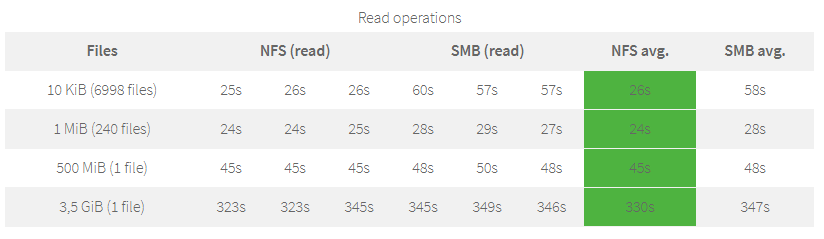 Read operations
Files NFS (read) SMB (read) NFS avg. SMB avg.
10 KiB (6998 files) 25s 26s 26s 60s 57s 57s 26s 58s
1 MiB (240 files) 24s 24s 25s 28s 29s 27s 24s 28s
500 MiB (1 file) 45s 45s 45s 48s 50s 48s 45s 48s
3,5 GiB (1 file) 323s 323s 345s 345s 349s 346s 330s 347s